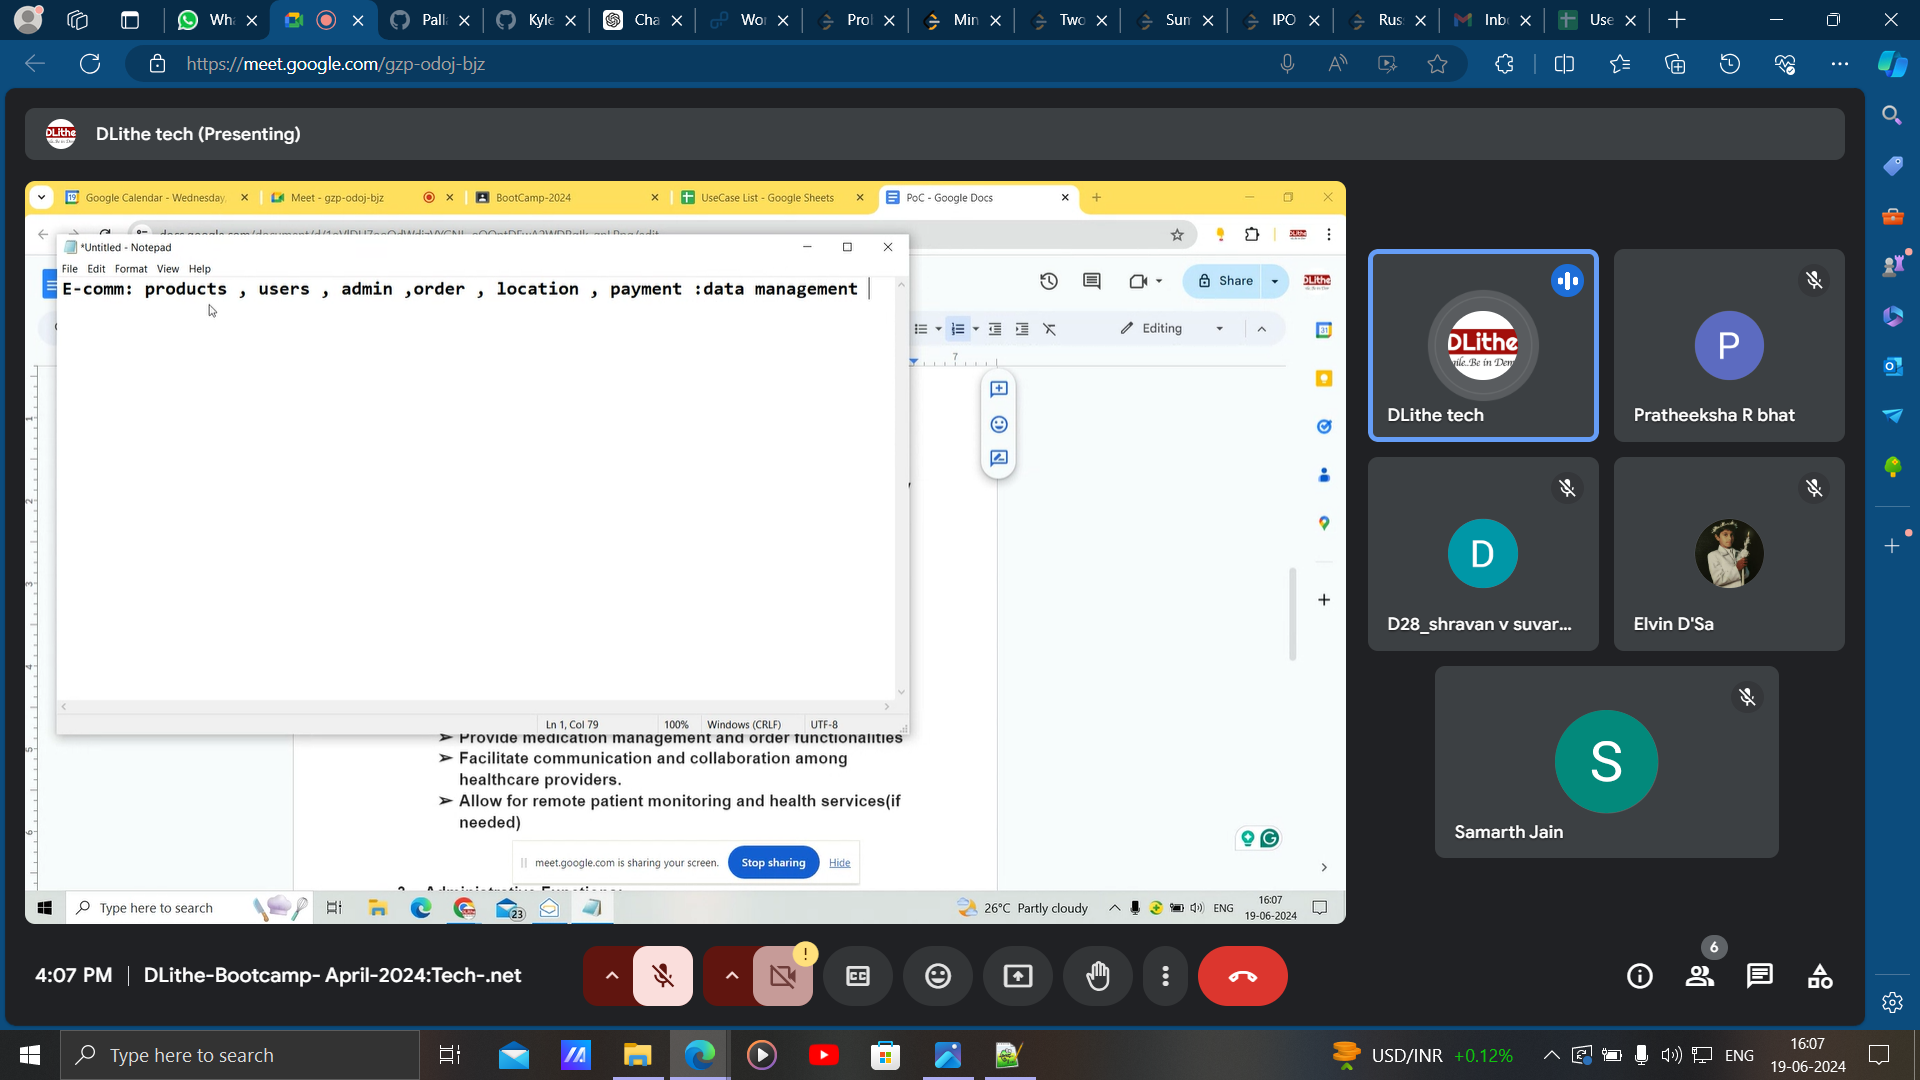 Wha
Palla
Kyle
Cha
Wor
Prol
Min
Two
Sum
IPO
Rus
Inb
Use
https://meet.google.com/gzp-odoj-bjz
DLithe tech (Presenting)
Google Calendar - Wednesday,
Meet - gzp-odoj-bjz
BootCamp-2024
UseCase List - Google Sheets
PoC - Google Docs
*Untitled - Notepad
File Edit Format View Help
E-comm: products , users , admin ,order , location , payment :data management
Share
Editing
7
Ln 1, Col 79
100%
Windows (CRLF)
UTF-8
➢ Provide medication management and order functionalities
➢ Facilitate communication and collaboration among
healthcare providers.
➢ Allow for remote patient monitoring and health services(if
needed)
meet.google.com is sharing your screen.
Stop sharing
Hide
Type here to search
23
26°C Partly cloudy
ENG
16:07
19-06-2024
DLithe
DLithe tech
P
Pratheeksha R bhat
D
D28_shravan v suvar...
Elvin D'Sa
S
Samarth Jain
4:07 PM
DLithe-Bootcamp- April-2024:Tech-.net
6
Type here to search
USD/INR +0.12%
ENG
16:07
19-06-2024